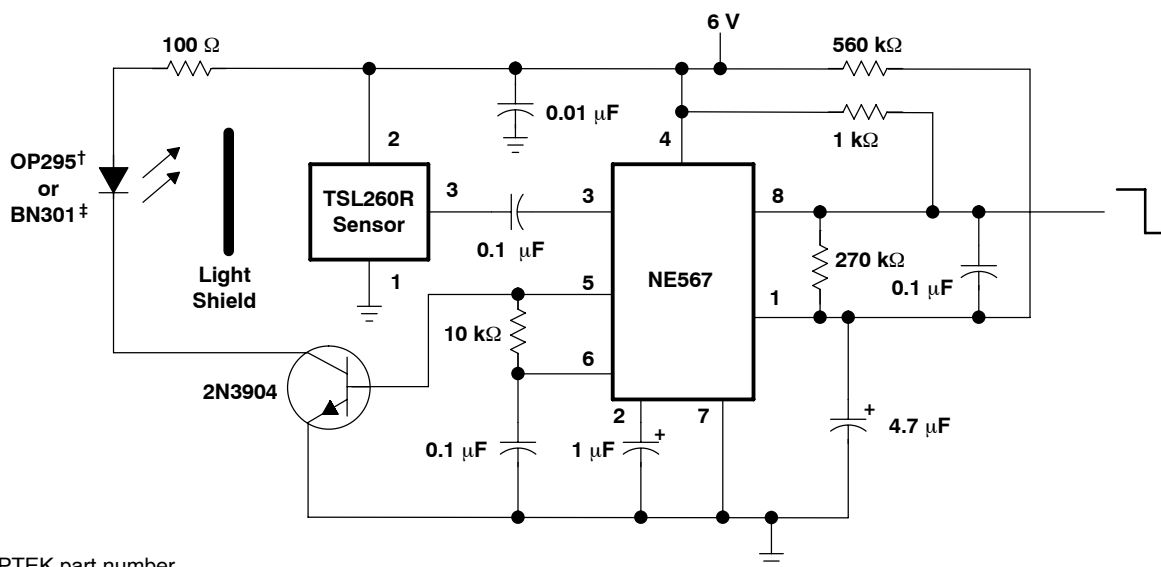 6 V
100 Ω
560 kΩ
0.01 μF
1 kΩ
2
4
OP295†
or
BN301‡
TSL260R
Sensor
3
3
8
0.1 μF
270 kΩ
0.1 μF
NE567
Light
Shield
1
5
1
10 kΩ
6
2N3904
2
7
0.1 μF
1 μF
+
+
4.7 μF
PTEK part number